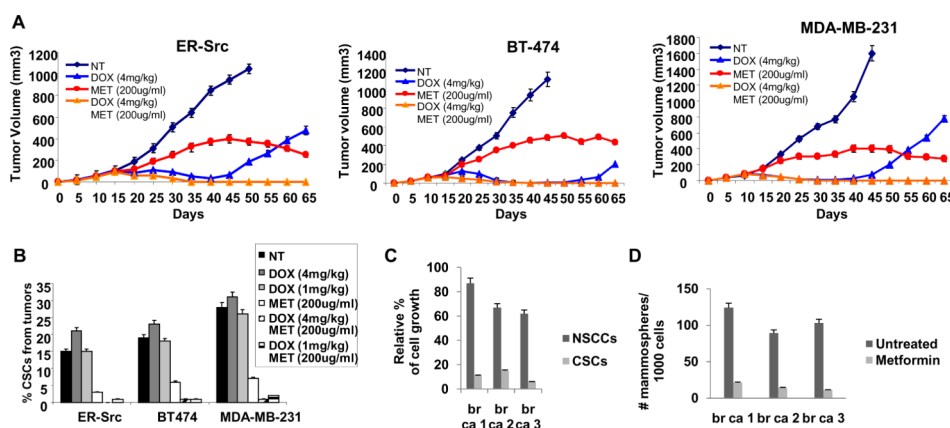 A
ER-Src
BT-474
MDA-MB-231
Tumor Volume (mm3)
1200
1000
800
600
400
200
0
NT
DOX (4mg/kg)
MET (200ug/ml)
DOX (4mg/kg)
MET (200ug/ml)
0 5 10 15 20 25 30 35 40 45 50 55 60 65
Days
Tumor volume (mm3)
1400
1200
1000
800
600
400
200
0
NT
DOX (4mg/kg)
MET (200ug/ml)
DOX (4mg/kg)
MET (200ug/ml)
0 5 10 15 20 25 30 35 40 45 50 55 60 65
Days
Tumor volume (mm3)
1800
1600
1400
1200
1000
800
600
400
200
0
NT
DOX (4mg/kg)
MET (200ug/ml)
DOX (4mg/kg)
MET (200ug/ml)
0 5 10 15 20 25 30 35 40 45 50 55 60 65
Days
B
% CSCs from tumors
35
30
25
20
15
10
5
0
ER-Src BT474 MDA-MB-231
NT
DOX (4mg/kg)
DOX (1mg/kg)
MET (200ug/ml)
DOX (4mg/kg)
MET (200ug/ml)
DOX (1mg/kg)
MET (200ug/ml)
C
Relative %
of cell growth
100
80
60
40
20
0
br br br
ca 1 ca 2 ca 3
NSCCs
CSCs
D
# mammospheres/
1000 cells
150
100
50
0
br ca 1 br ca 2 br ca 3
Untreated
Metformin